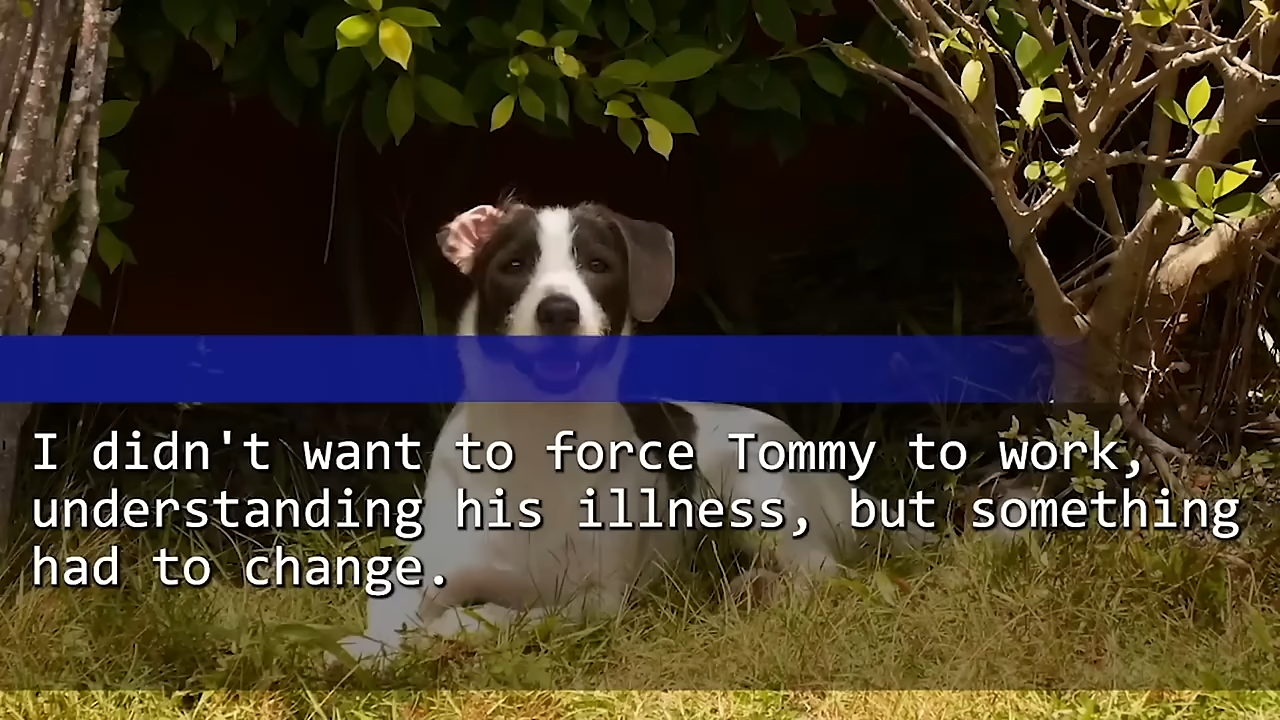 I didn't want to force Tommy to work,
understanding his illness, but something
had to change.